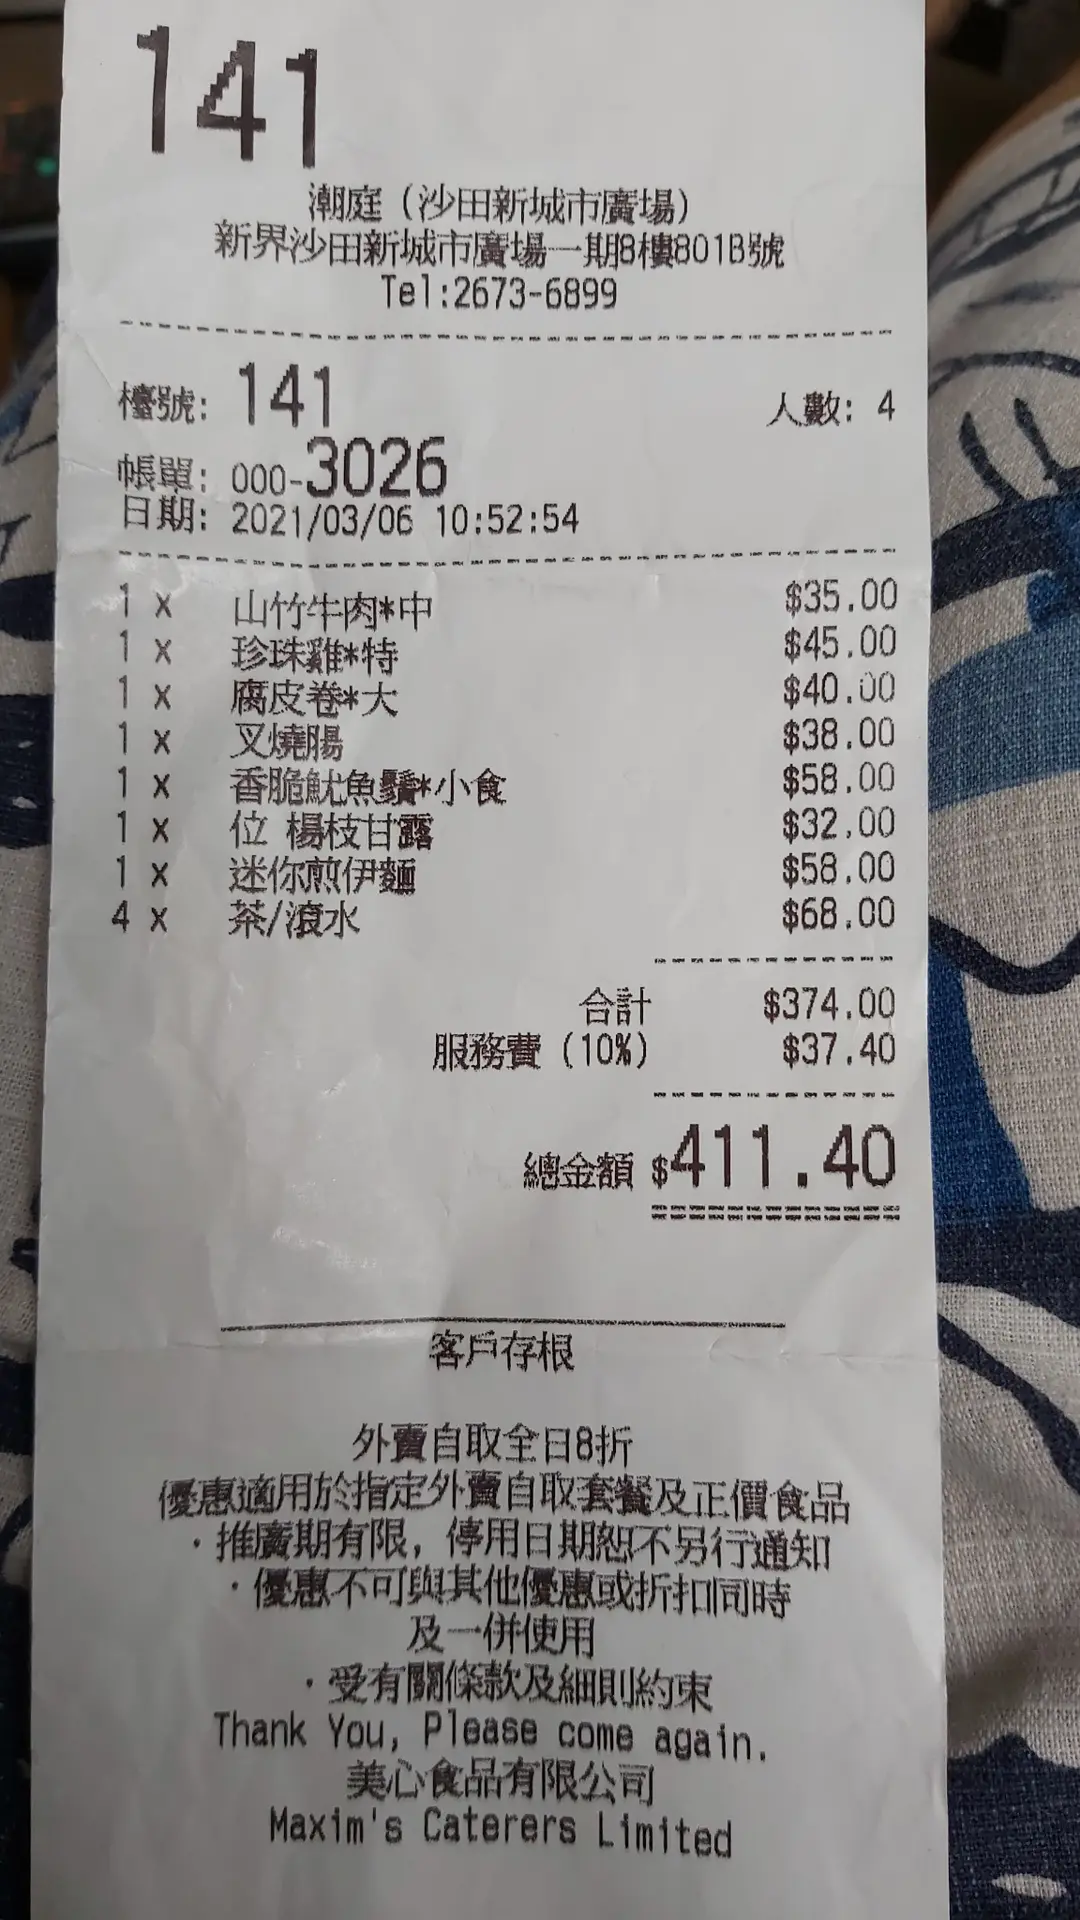 141
潮庭（沙田新城市廣場）
新界沙田新城市廣場一期8樓801B號
Tel:2673-6899
檯號: 141 人數: 4
帳單: 000-3026
日期: 2021/03/06 10:52:54
1 x 山竹牛肉*中 $35.00
1 x 珍珠雞*特 $45.00
1 x 腐皮卷*大 $40.00
1 x 叉燒腸 $38.00
1 x 香脆魷魚鬚*小食 $58.00
1 x 位 楊枝甘露 $32.00
1 x 迷你煎伊麵 $58.00
4 x 茶/滾水 $68.00
合計 $374.00
服務費 (10%) $37.40
總金額 $411.40
客戶存根
外賣自取全日8折
優惠適用於指定外賣自取套餐及正價食品
·推廣期有限，停用日期恕不另行通知
·優惠不可與其他優惠或折扣同時
及一併使用
·受有關條款及細則約束
Thank You, Please come again.
美心食品有限公司
Maxim's Caterers Limited